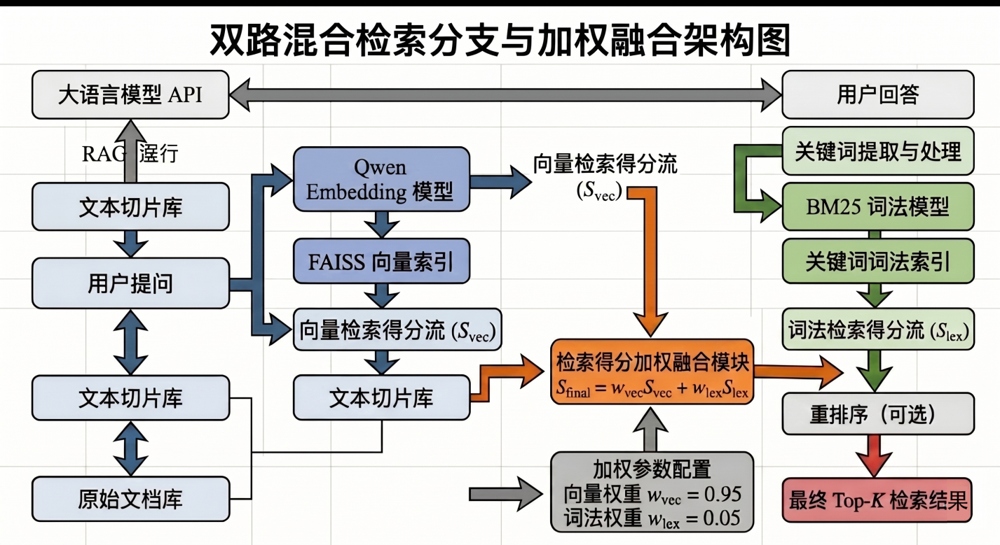 双路混合检索分支与加权融合架构图
大语言模型 API
用户回答
RAG
行
文本切片库
用户提问
文本切片库
原始文档库
Qwen
Embedding 模型
FAISS 向量索引
向量检索得分流 (Svec)
文本切片库
向量检索得分流
(Svec)
检索得分加权融合模块
Sfinal = wvecSvec + wlexSlex
加权参数配置
向量权重 wvec = 0.95
词法权重 wlex = 0.05
关键词提取与处理
BM25 词法模型
关键词词法索引
词法检索得分流 (Slex)
重排序（可选）
最终 Top-K 检索结果